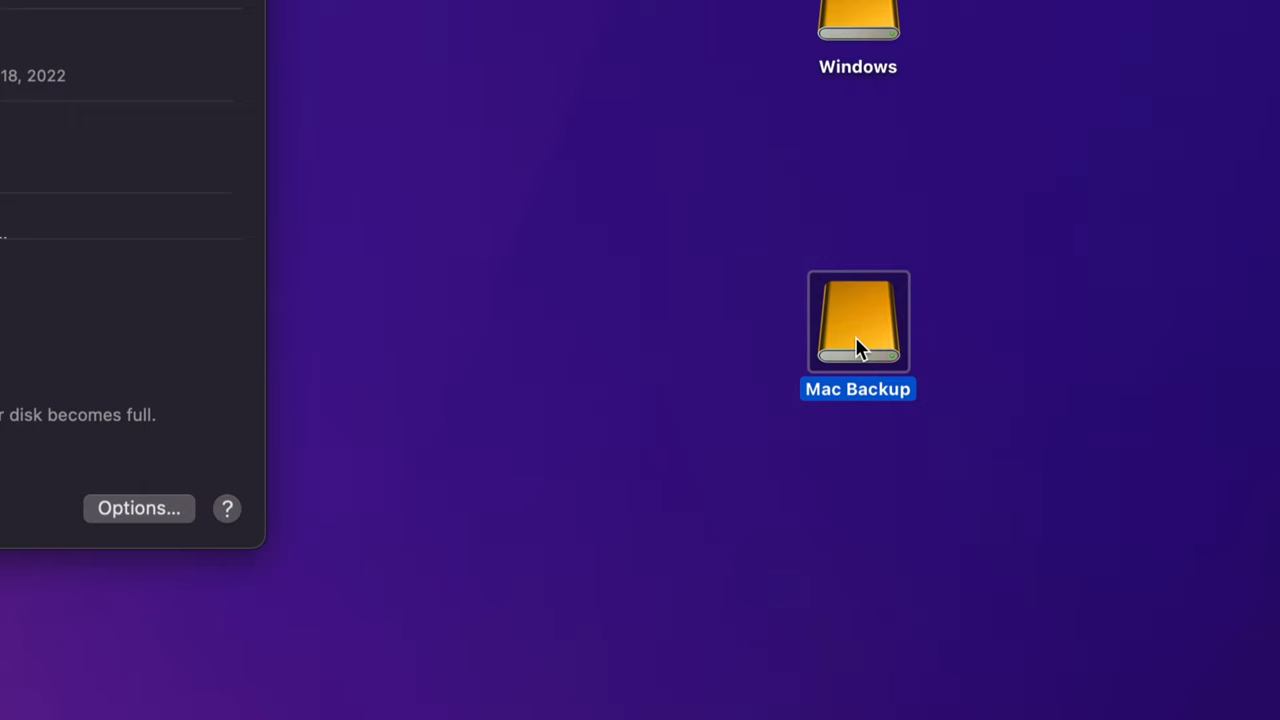 Windows
18, 2022
..
Mac Backup
r disk becomes full.
Options...
?